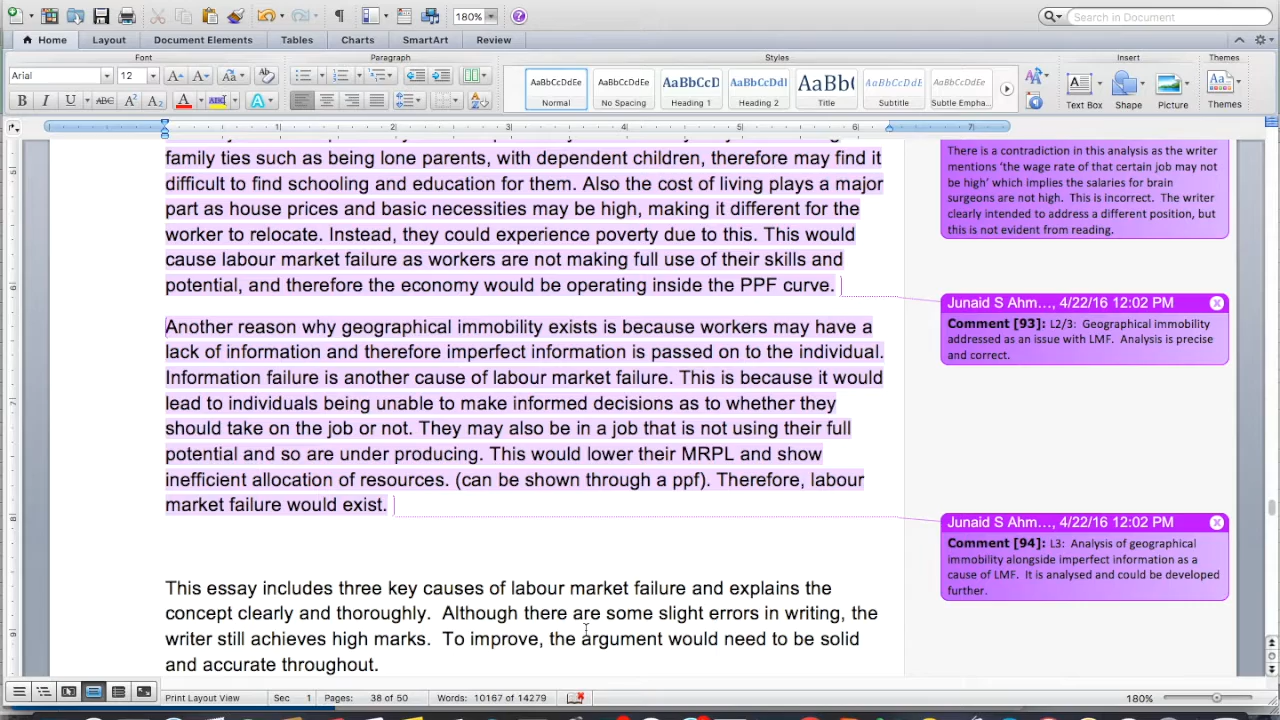 180%
Search in Document
Home
Layout
Document Elements
Tables
Charts
SmartArt
Review
Font
Paragraph
Styles
Insert
Themes
Arial
12
AaBbCcDdEe
Normal
AaBbCcDdEe
No Spacing
AaBbCcD
Heading 1
AaBbCcDdI
Heading 2
AaBb(
Title
AaBbCcDdE
Subtitle
AaBbCcDdEe
Subtle Empha...
Text Box
Shape
Picture
Themes
family ties such as being lone parents, with dependent children, therefore may find it
difficult to find schooling and education for them. Also the cost of living plays a major
part as house prices and basic necessities may be high, making it different for the
worker to relocate. Instead, they could experience poverty due to this. This would
cause labour market failure as workers are not making full use of their skills and
potential, and therefore the economy would be operating inside the PPF curve.
Another reason why geographical immobility exists is because workers may have a
lack of information and therefore imperfect information is passed on to the individual.
Information failure is another cause of labour market failure. This is because it would
lead to individuals being unable to make informed decisions as to whether they
should take on the job or not. They may also be in a job that is not using their full
potential and so are under producing. This would lower their MRPL and show
inefficient allocation of resources. (can be shown through a ppf). Therefore, labour
market failure would exist.
This essay includes three key causes of labour market failure and explains the
concept clearly and thoroughly. Although there are some slight errors in writing, the
writer still achieves high marks. To improve, the argument would need to be solid
and accurate throughout.
There is a contradiction in this analysis as the writer
mentions ‘the wage rate of that certain job may not
be high’ which implies the salaries for brain
surgeons are not high. This is incorrect. The writer
clearly intended to address a different position, but
this is not evident from reading.
Junaid S Ahm..., 4/22/16 12:02 PM
Comment [93]: L2/3: Geographical immobility
addressed as an issue with LMF. Analysis is precise
and correct.
Junaid S Ahm..., 4/22/16 12:02 PM
Comment [94]: L3: Analysis of geographical
immobility alongside imperfect information as a
cause of LMF. It is analysed and could be developed
further.
Print Layout View
Sec 1
Pages: 38 of 50
Words: 10167 of 14279
180%